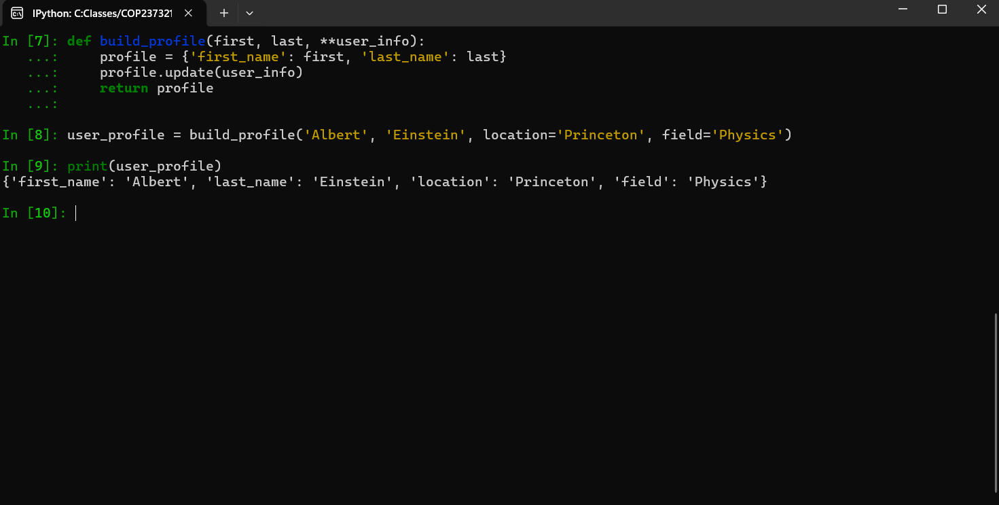 IPython: C:Classes/COP237321
In [7]: def build_profile(first, last, **user_info):
   ...:     profile = {'first_name': first, 'last_name': last}
   ...:     profile.update(user_info)
   ...:     return profile
   ...:
In [8]: user_profile = build_profile('Albert', 'Einstein', location='Princeton', field='Physics')
In [9]: print(user_profile)
{'first_name': 'Albert', 'last_name': 'Einstein', 'location': 'Princeton', 'field': 'Physics'}
In [10]: